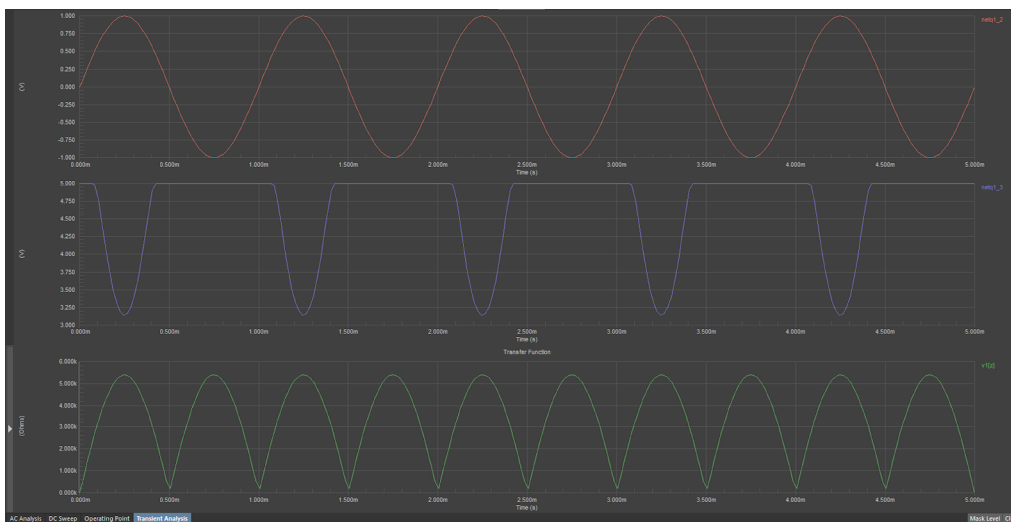 1.000
0.750
0.500
0.250
0.000
-0.250
-0.500
-0.750
-1.000
(V)
netq1_2
0.000m 0.500m 1.000m 1.500m 2.000m 2.500m 3.000m 3.500m 4.000m 4.500m 5.000m
Time (s)
5.000
4.750
4.500
4.250
4.000
3.750
3.500
3.250
3.000
(V)
netq1_3
0.000m 0.500m 1.000m 1.500m 2.000m 2.500m 3.000m 3.500m 4.000m 4.500m 5.000m
Time (s)
Transfer Function
6.000k
5.000k
4.000k
3.000k
2.000k
1.000k
0.000k
(Ohms)
0.000m 0.500m 1.000m 1.500m 2.000m 2.500m 3.000m 3.500m 4.000m 4.500m 5.000m
Time (s)
AC Analysis DC Sweep Operating Point Transient Analysis Mask Level Cl